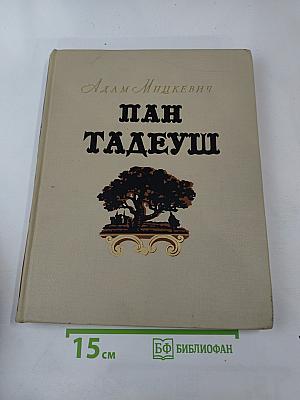 Адам Мицкевич
ПАН
ТАДЕУШ
15 см
БФ БИБЛИОФАН